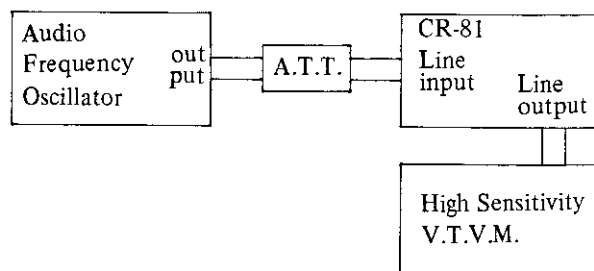 Audio
Frequency
Oscillator
out
put
A.T.T.
CR-81
Line
input
Line
output
High Sensitivity
V.T.V.M.